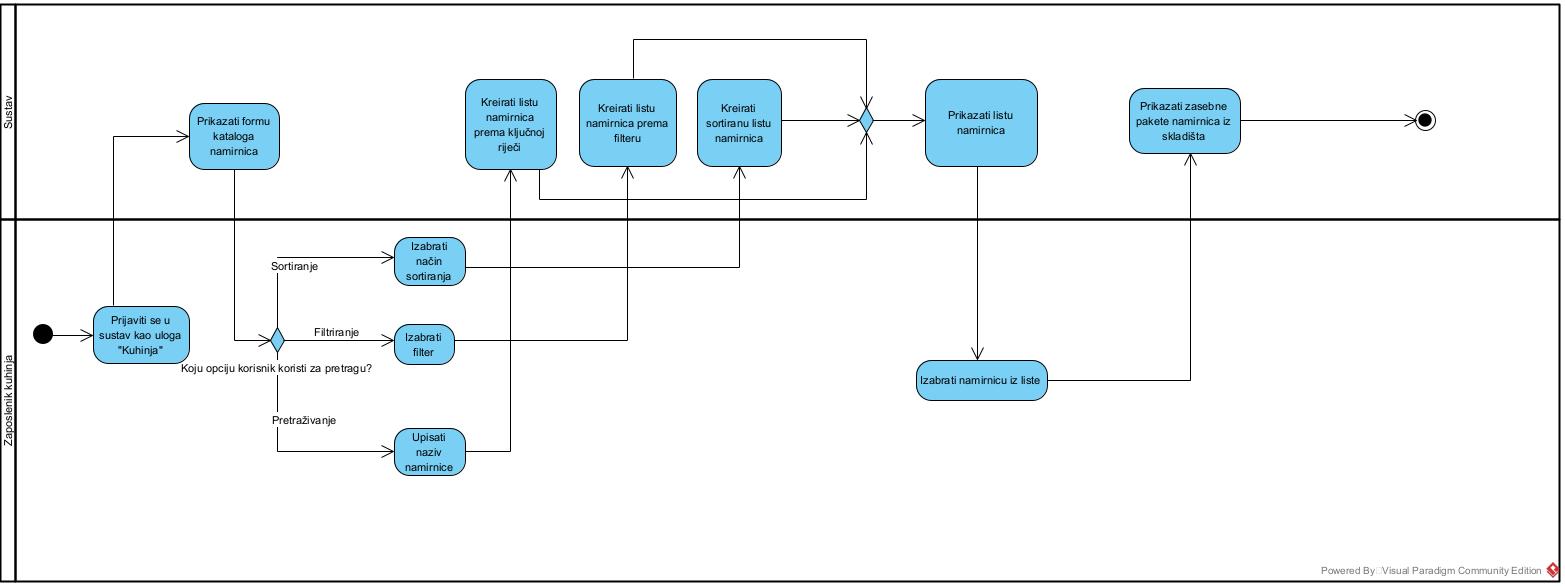 Sustav
Prikazati formu
kataloga
namirnica
Kreirati listu
namirnica
prema ključnoj
riječi
Kreirati listu
namirnica prema
filteru
Kreirati
sortiranu listu
namirnica
Prikazati listu
namirnica
Prikazati zasebne
pakete namirnica iz
skladišta
Zaposlenik kuhinja
Prijaviti se u
sustav kao uloga
"Kuhinja"
Sortiranje
Filtriranje
Koju opciju korisnik koristi za pretragu?
Pretraživanje
Izabrati
način
sortiranja
Izabrati
filter
Upisati
naziv
namirnice
Izabrati namirnicu iz liste
Powered By Visual Paradigm Community Edition